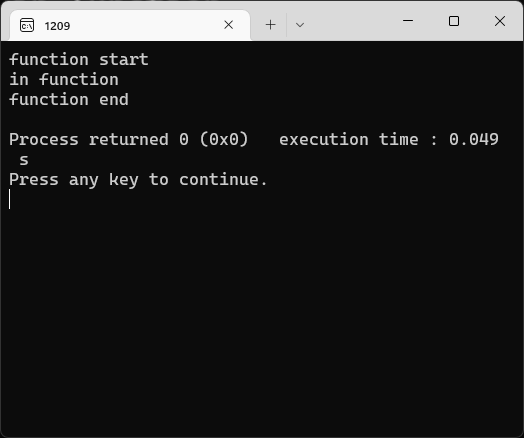 1209
function start
in function
function end
Process returned 0 (0x0)   execution time : 0.049
 s
Press any key to continue.